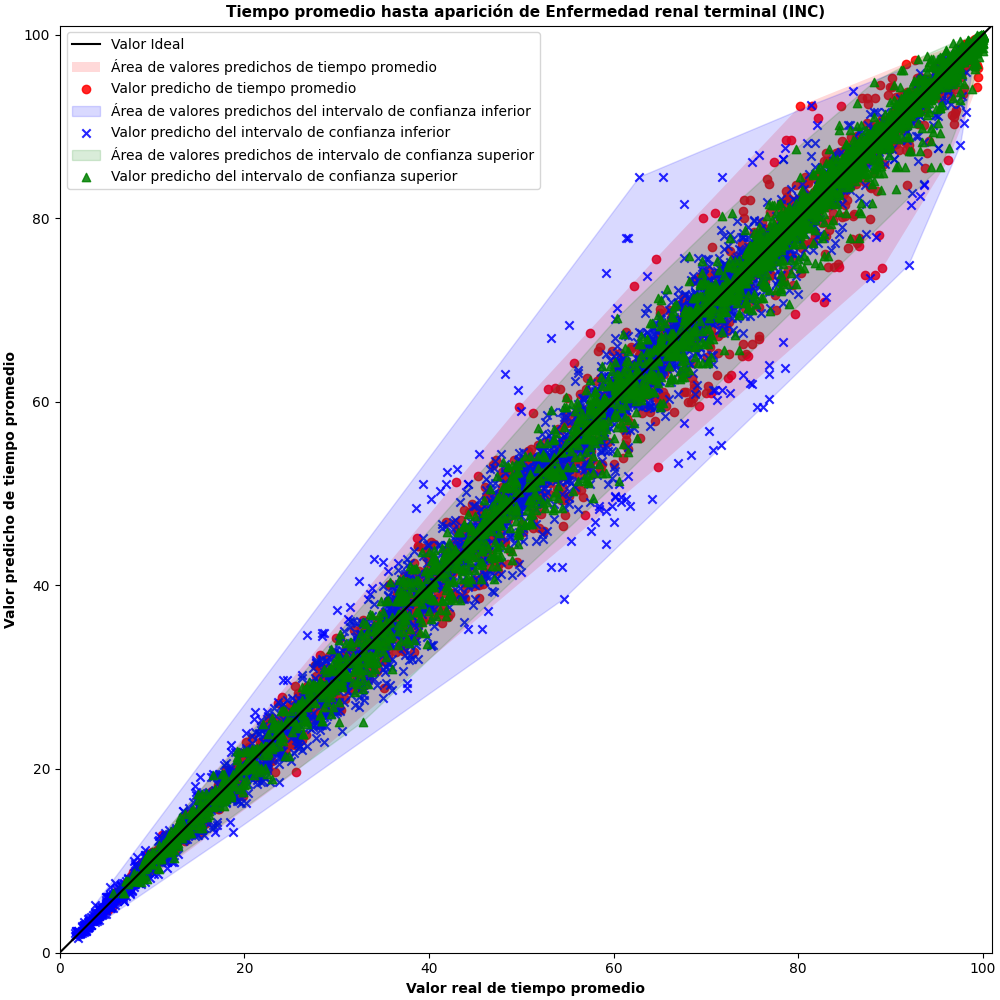 Tiempo promedio hasta aparición de Enfermedad renal terminal (INC)
Valor Ideal
Área de valores predichos de tiempo promedio
Valor predicho de tiempo promedio
Área de valores predichos del intervalo de confianza inferior
Valor predicho del intervalo de confianza inferior
Área de valores predichos de intervalo de confianza superior
Valor predicho del intervalo de confianza superior
Valor predicho de tiempo promedio
100
80
60
40
20
0
0 20 40 60 80 100
Valor real de tiempo promedio